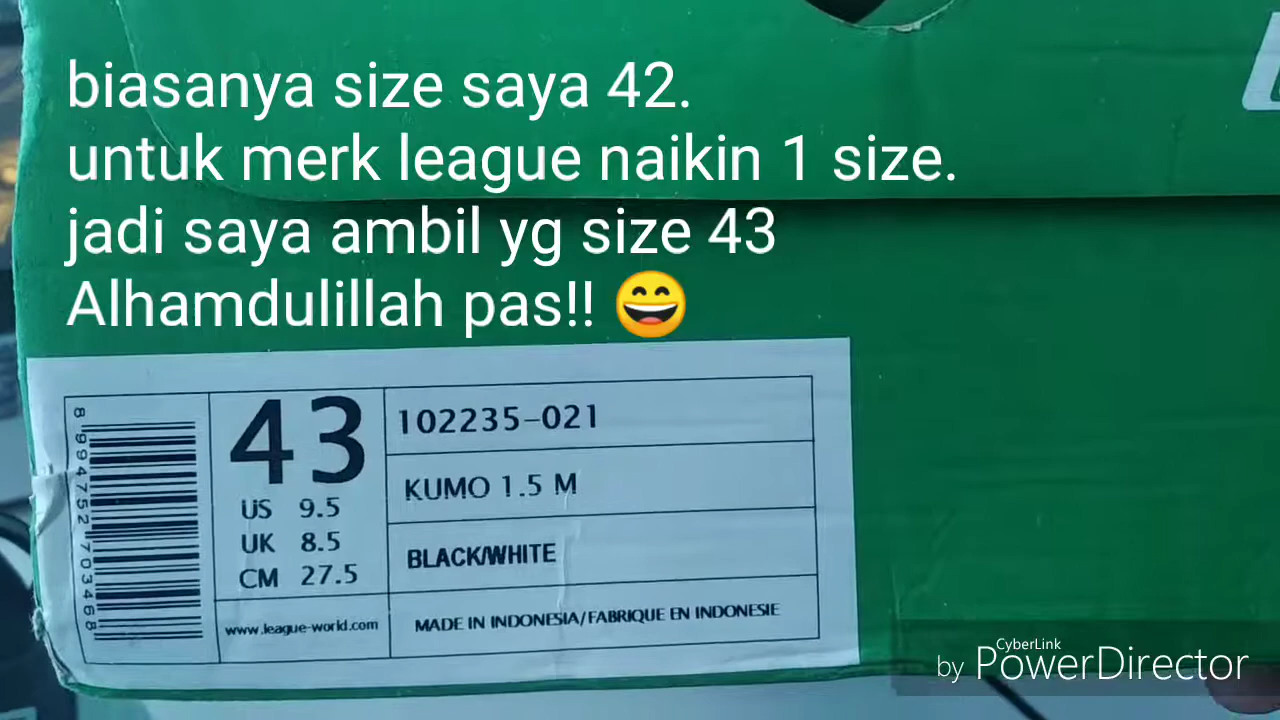 biasanya size saya 42.
untuk merk league naikin 1 size.
jadi saya ambil yg size 43
Alhamdulillah pas!! 😄
8 994752 703468
43
US 9.5
UK 8.5
CM 27.5
www.league-world.com
102235-021
KUMO 1.5 M
BLACK/WHITE
MADE IN INDONESIA/FABRIQUE EN INDONESIE
CyberLink
by PowerDirector